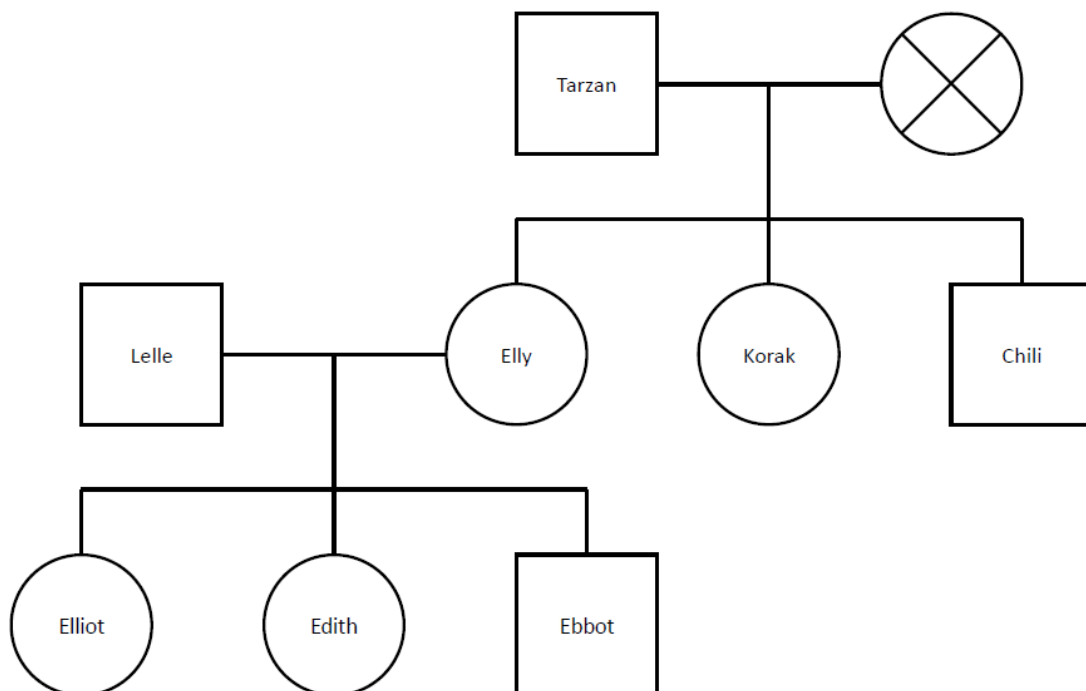 Tarzan
Lelle
Elly
Korak
Chili
Elliot
Edith
Ebbot